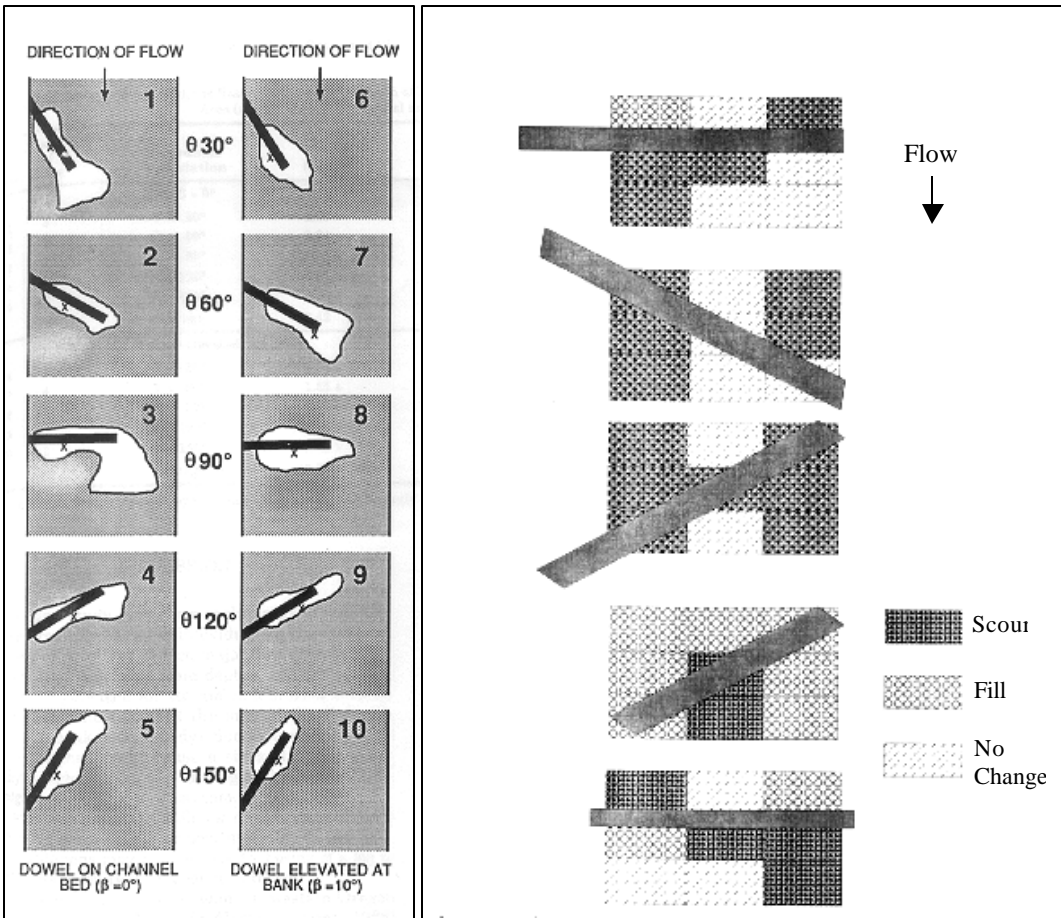 DIRECTION OF FLOW
DIRECTION OF FLOW
1
6
θ30°
2
7
θ60°
3
8
θ90°
4
9
θ120°
5
10
θ150°
DOWEL ON CHANNEL
BED (β =0°)
DOWEL ELEVATED AT
BANK (β =10°)
Flow
Scour
Fill
No
Change